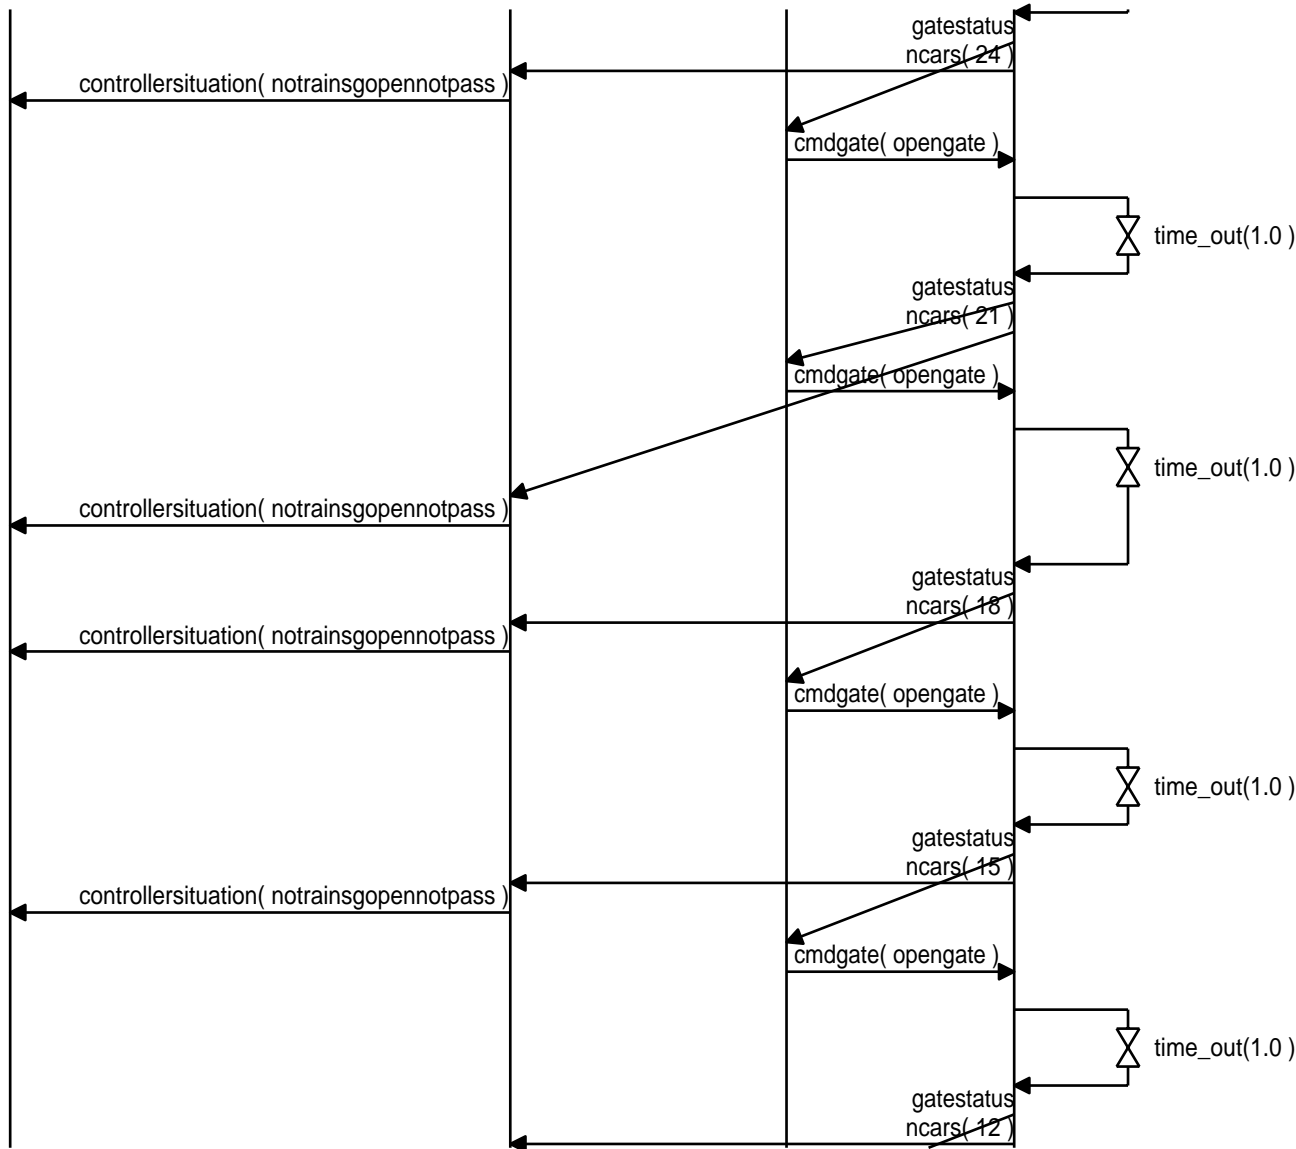 gatestatus
ncars( 24 )
controllersituation( notrainsgopennotpass )
cmdgate( opengate )
time_out(1.0 )
gatestatus
ncars( 21 )
cmdgate( opengate )
time_out(1.0 )
controllersituation( notrainsgopennotpass )
gatestatus
ncars( 18 )
controllersituation( notrainsgopennotpass )
cmdgate( opengate )
time_out(1.0 )
gatestatus
ncars( 15 )
controllersituation( notrainsgopennotpass )
cmdgate( opengate )
time_out(1.0 )
gatestatus
ncars( 12 )